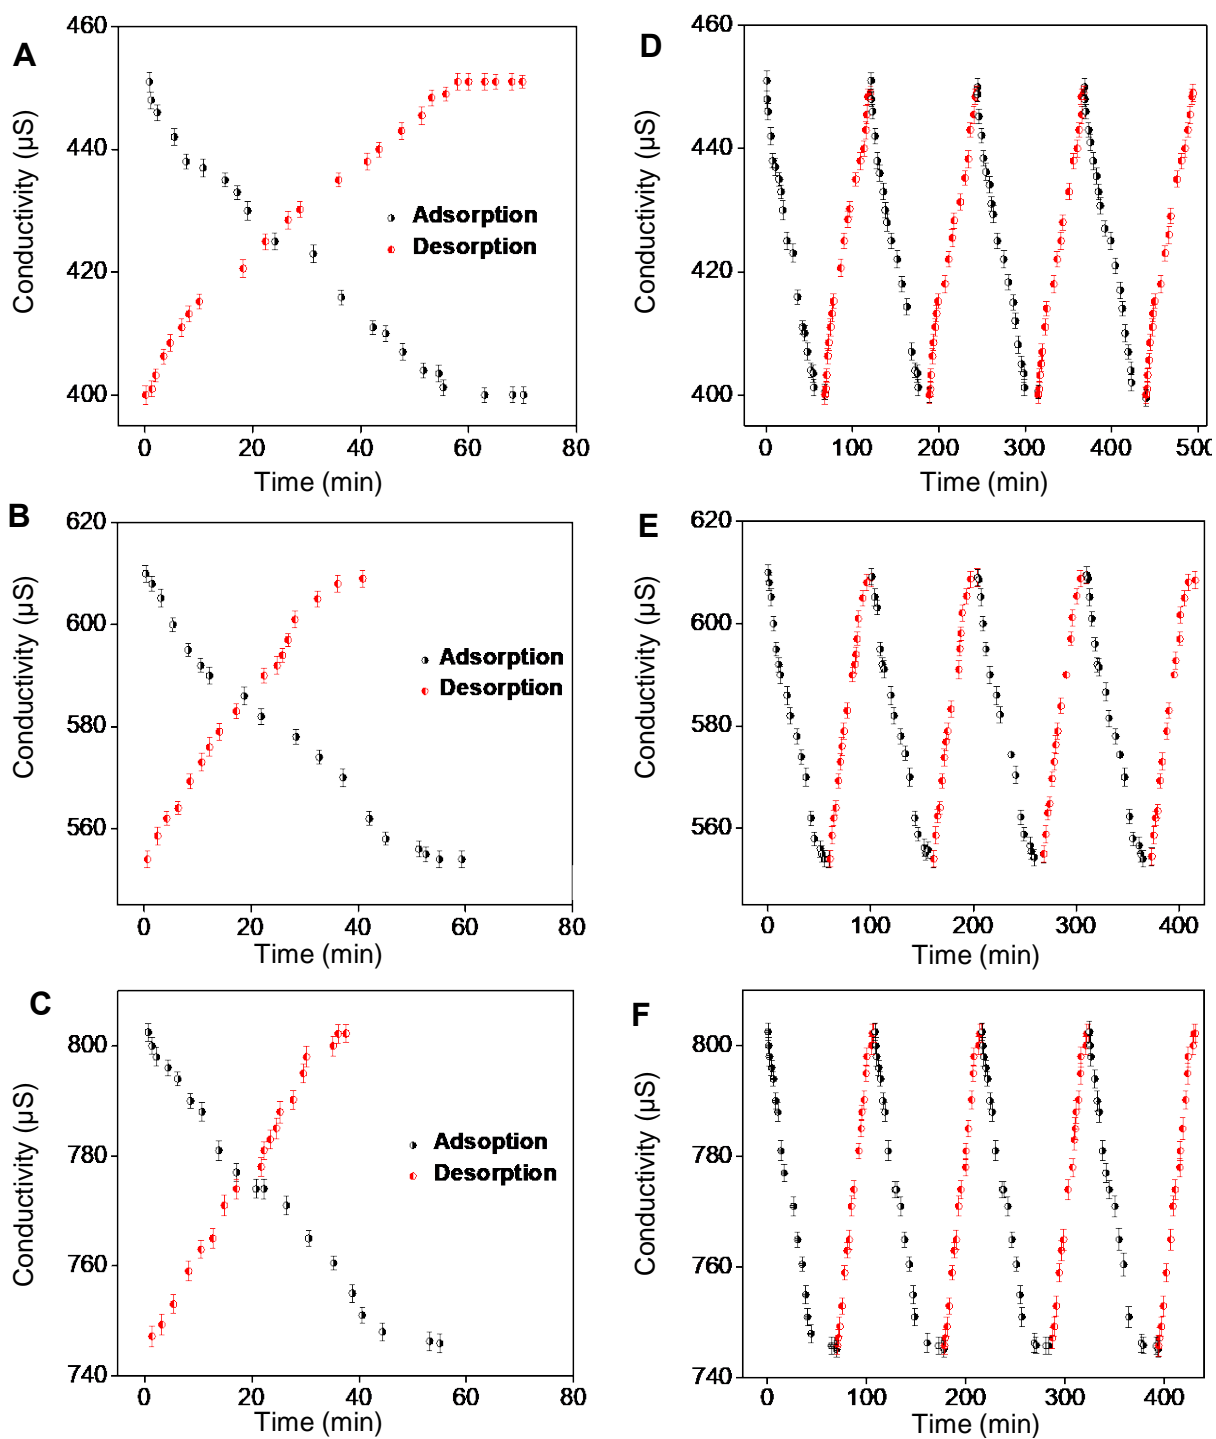 A
Conductivity (µS)
460
440
420
400
Adsorption
Desorption
0 20 40 60 80
Time (min)
D
Conductivity (µS)
460
440
420
400
0 100 200 300 400 500
Time (min)
B
Conductivity (µS)
620
600
580
560
Adsorption
Desorption
0 20 40 60 80
Time (min)
E
Conductivity (µS)
620
600
580
560
0 100 200 300 400
Time (min)
C
Conductivity (µS)
800
780
760
740
Adsoption
Desorption
0 20 40 60 80
Time (min)
F
Conductivity (µS)
800
780
760
740
0 100 200 300 400
Time (min)